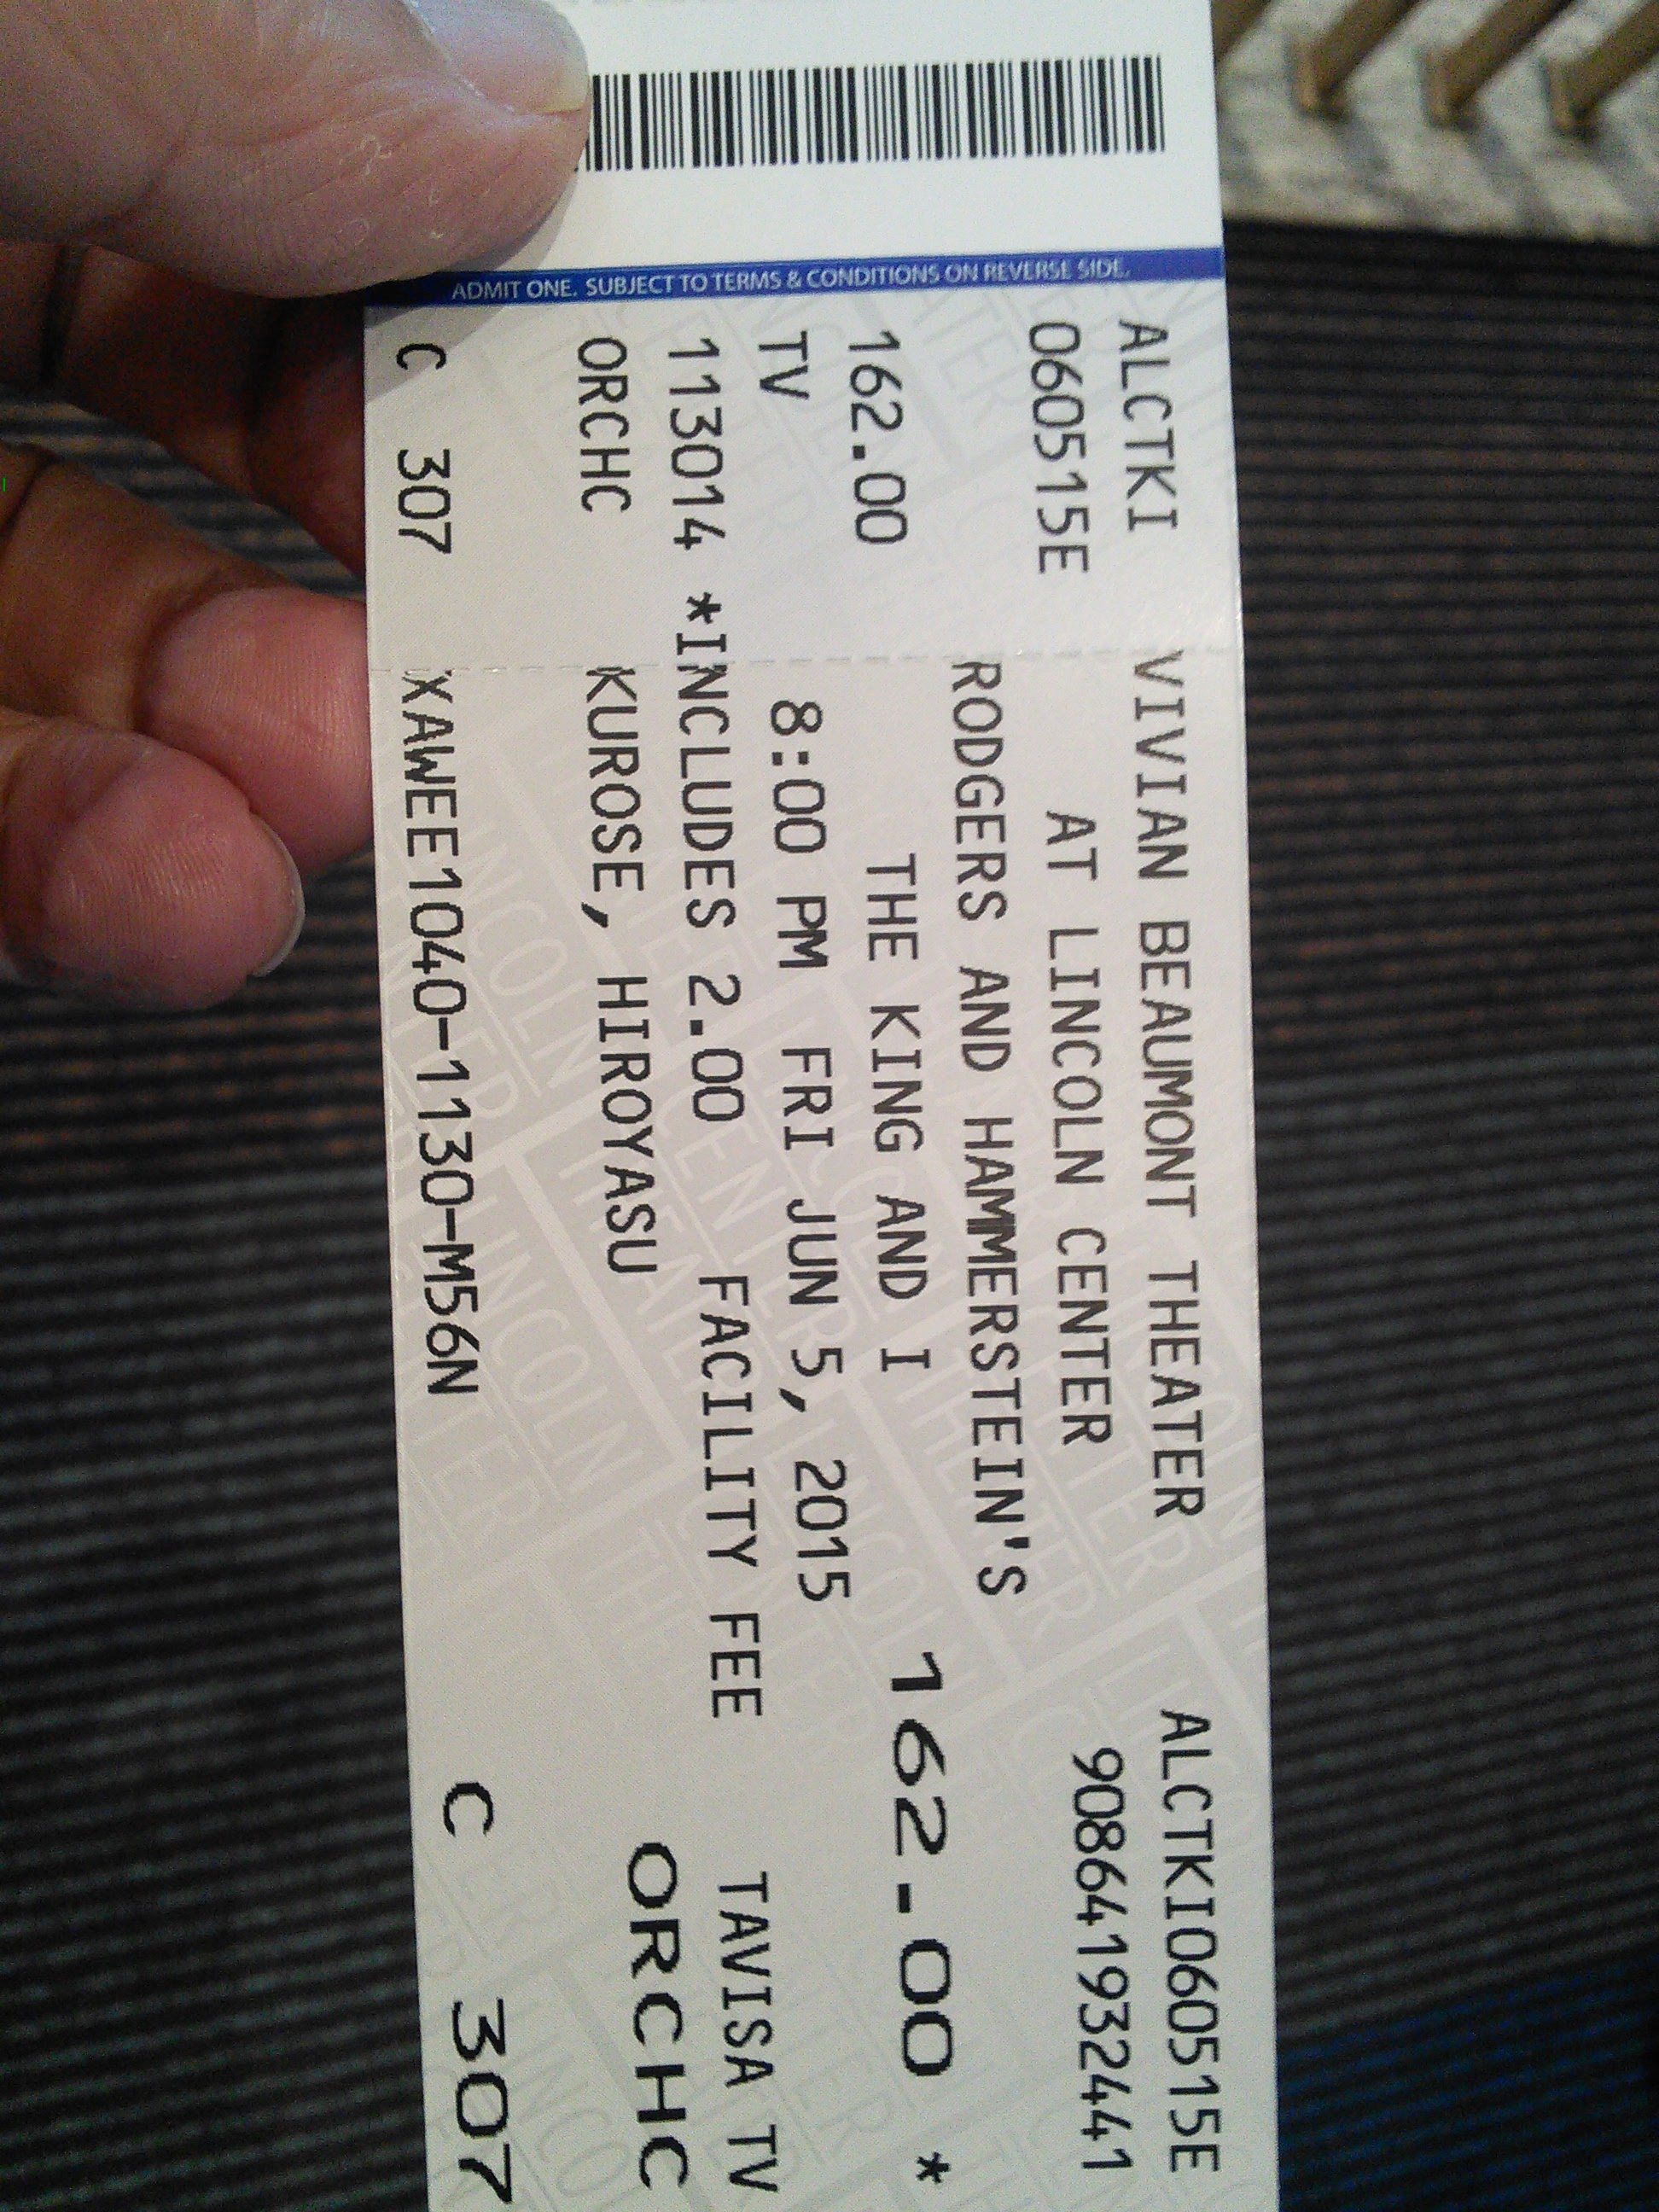 ADMIT ONE. SUBJECT TO TERMS & CONDITIONS ON REVERSE SIDE.
ALCTKI VIVIAN BEAUMONT THEATER ALCTKI060515E
060515E AT LINCOLN CENTER 9086419932441
RODGERS AND HAMMERSTEIN'S
162.00 THE KING AND I 162.00 *
TV 8:00 PM FRI JUN 5, 2015
113014 *INCLUDES 2.00 FACILITY FEE TAVISA TV
ORCHC KUROSE, HIROYASU ORCHC
C 307 XAWEE1040-1130-M56N C 307